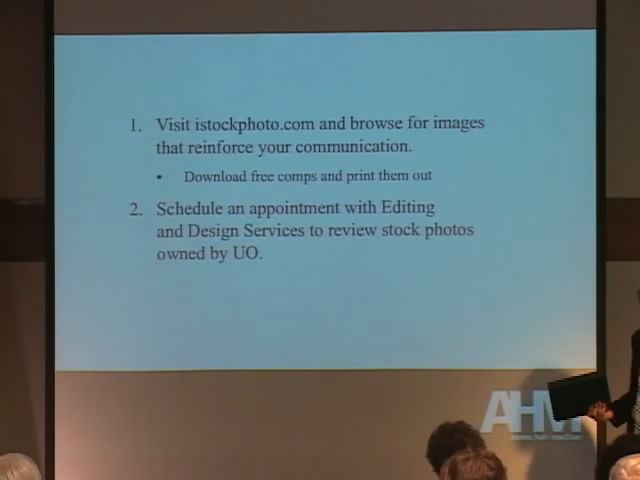 1. Visit istockphoto.com and browse for images
that reinforce your communication.
• Download free comps and print them out
2. Schedule an appointment with Editing
and Design Services to review stock photos
owned by UO.
AHM